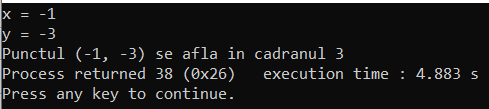 x = -1
y = -3
Punctul (-1, -3) se afla in cadranul 3
Process returned 38 (0x26)   execution time : 4.883 s
Press any key to continue.